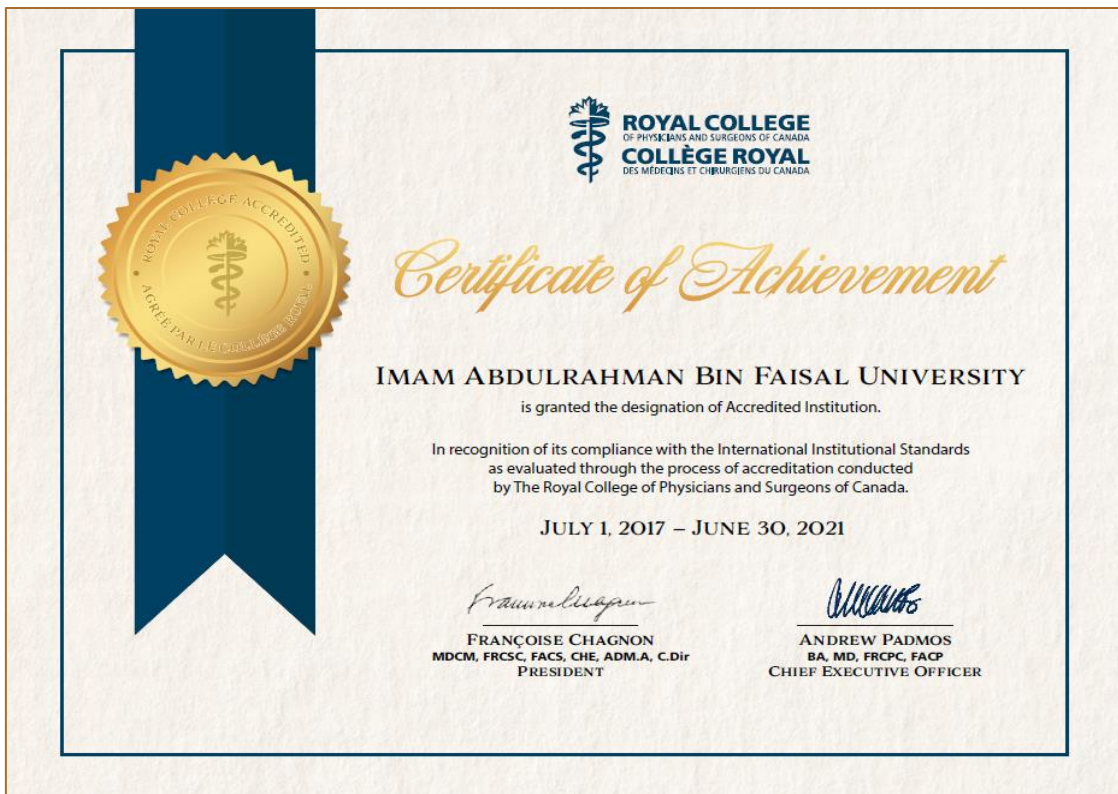 ROYAL COLLEGE
OF PHYSICIANS AND SURGEONS OF CANADA
COLLÈGE ROYAL
DES MÉDECINS ET CHIRURGIENS DU CANADA
ROYAL COLLEGE ACCREDITED
AGRÉÉ PAR LE COLLÈGE ROYAL
Certificate of Achievement
IMAM ABDULRAHMAN BIN FAISAL UNIVERSITY
is granted the designation of Accredited Institution.
In recognition of its compliance with the International Institutional Standards
as evaluated through the process of accreditation conducted
by The Royal College of Physicians and Surgeons of Canada.
JULY 1, 2017 – JUNE 30, 2021
FRANÇOISE CHAGNON
MDCM, FRCSC, FACS, CHE, ADM.A, C.Dir
PRESIDENT
ANDREW PADMOS
BA, MD, FRCPC, FACP
CHIEF EXECUTIVE OFFICER